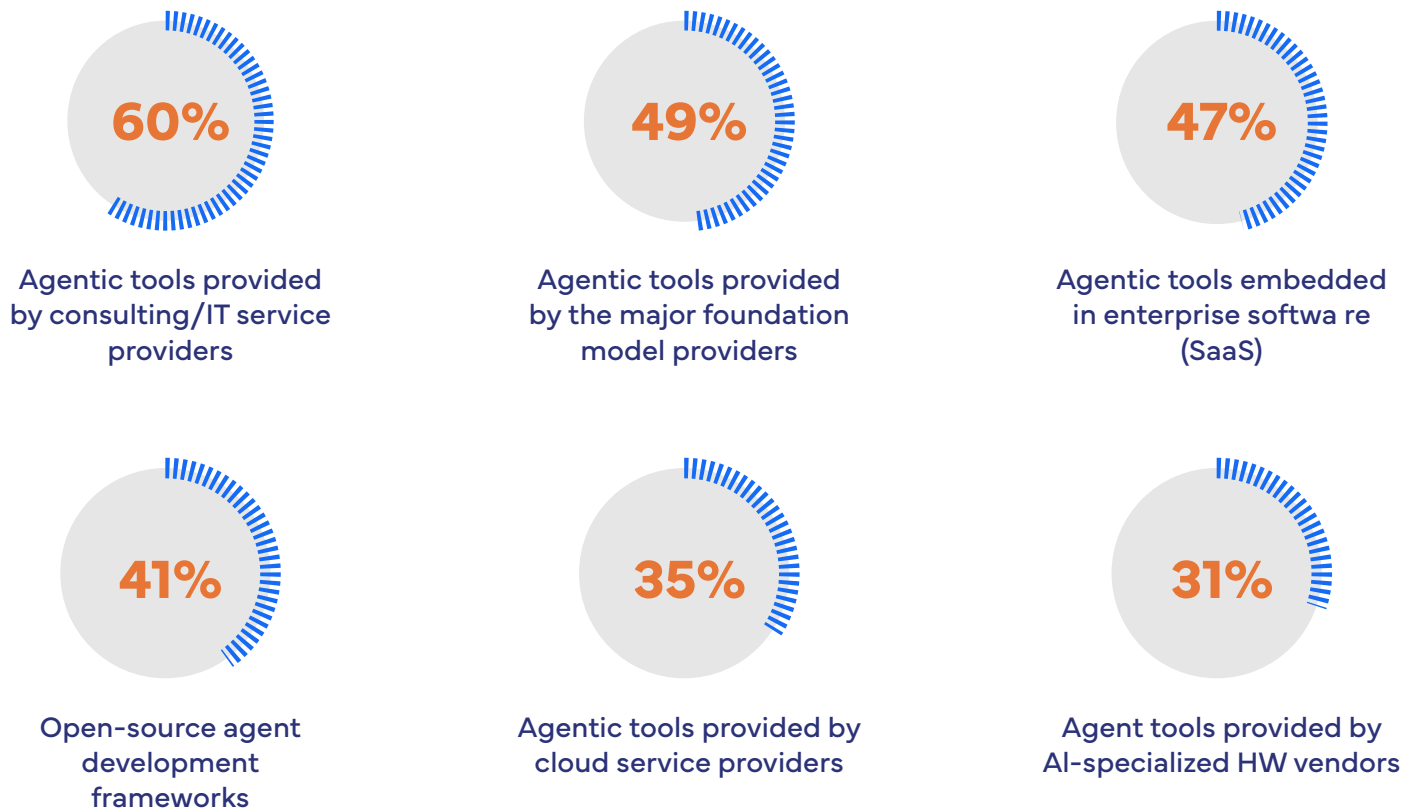 60%
Agentic tools provided
by consulting/IT service
providers
49%
Agentic tools provided
by the major foundation
model providers
47%
Agentic tools embedded
in enterprise softwa re
(SaaS)
41%
Open-source agent
development
frameworks
35%
Agentic tools provided by
cloud service providers
31%
Agent tools provided by
AI-specialized HW vendors